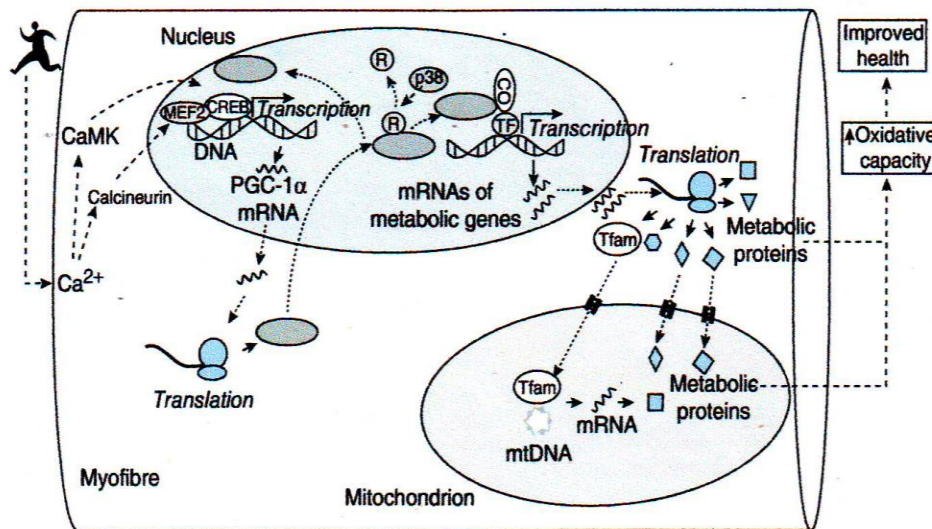 Nucleus
R
p38
CO
MEF2
CREB
Transcription
R
TF
Transcription
DNA
CaMK
PGC-1α
mRNA
mRNAs of
metabolic genes
Calcineurin
Ca2+
Translation
Tfam
Metabolic
proteins
Improved
health
Oxidative
capacity
Translation
Tfam
mRNA
mtDNA
Metabolic
proteins
Myofibre
Mitochondrion